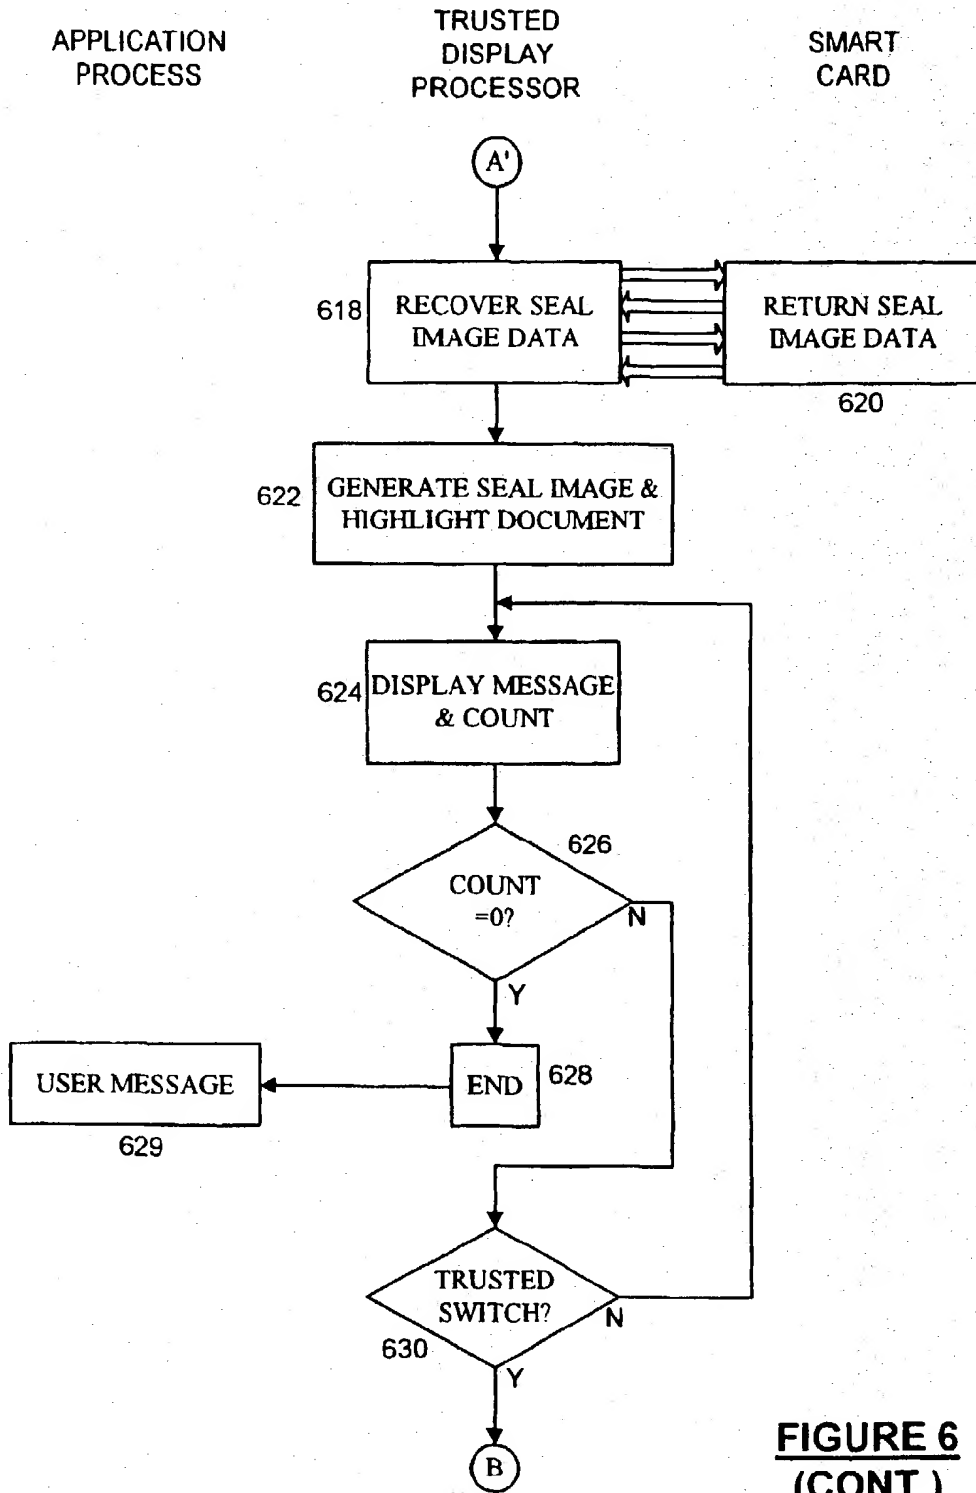 APPLICATION
PROCESS
TRUSTED
DISPLAY
PROCESSOR
SMART
CARD
A'
618
RECOVER SEAL
IMAGE DATA
RETURN SEAL
IMAGE DATA
620
622
GENERATE SEAL IMAGE &
HIGHLIGHT DOCUMENT
624
DISPLAY MESSAGE
& COUNT
626
COUNT
=0?
N
Y
USER MESSAGE
629
END
628
TRUSTED
SWITCH?
N
630
Y
B
FIGURE 6
(CONT.)